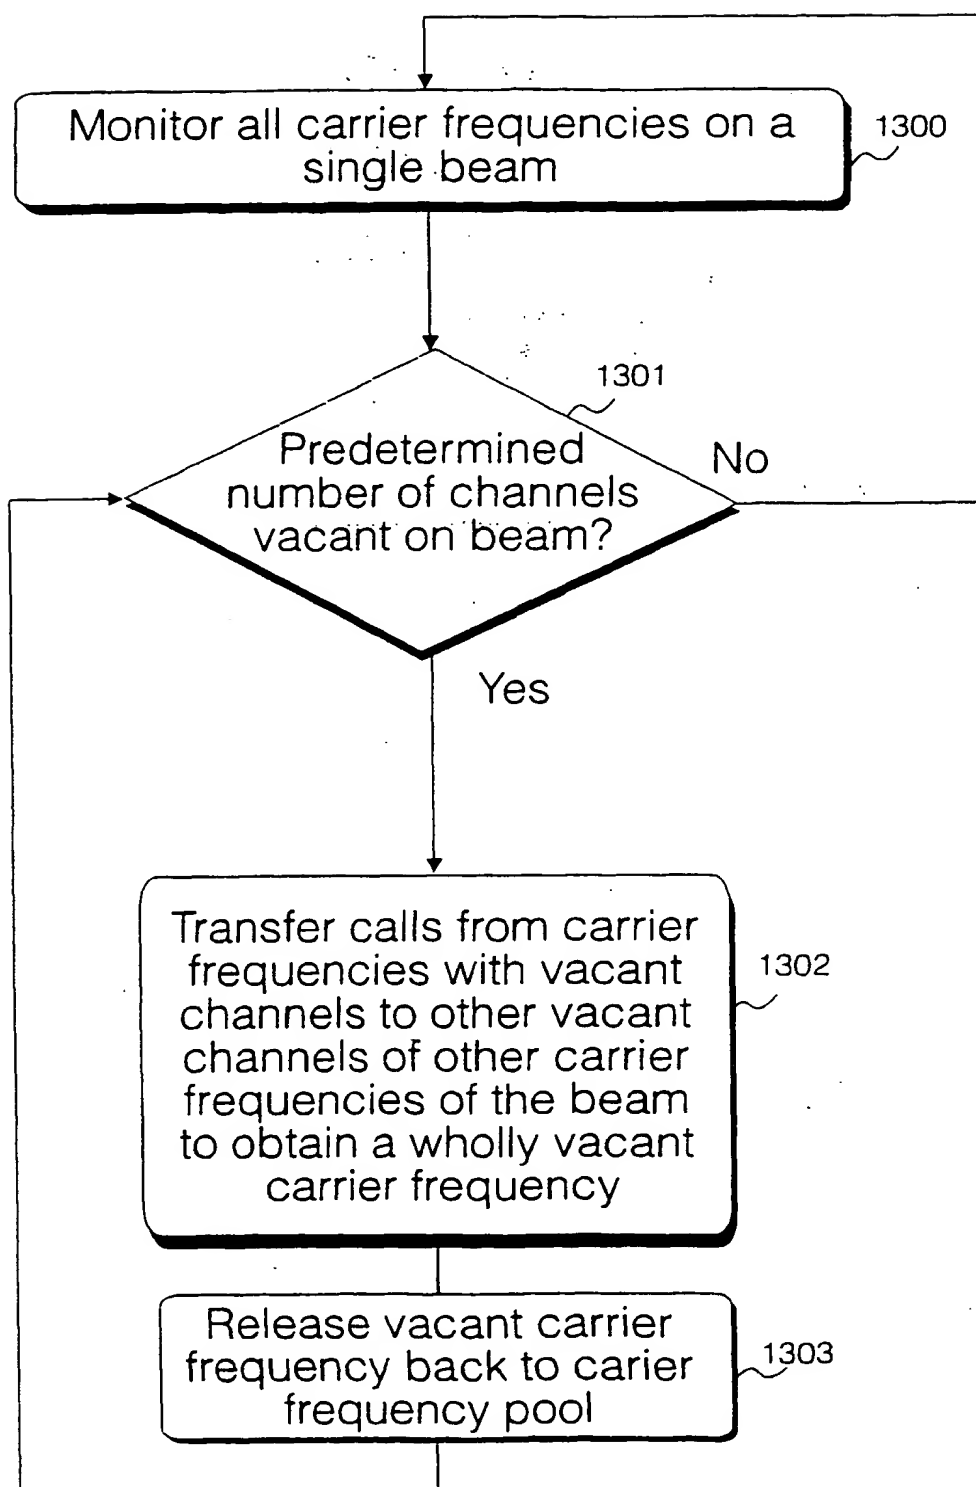 Monitor all carrier frequencies on a
single beam
1300
1301
Predetermined
number of channels
vacant on beam?
No
Yes
Transfer calls from carrier
frequencies with vacant
channels to other vacant
channels of other carrier
frequencies of the beam
to obtain a wholly vacant
carrier frequency
1302
Release vacant carrier
frequency back to carier
frequency pool
1303